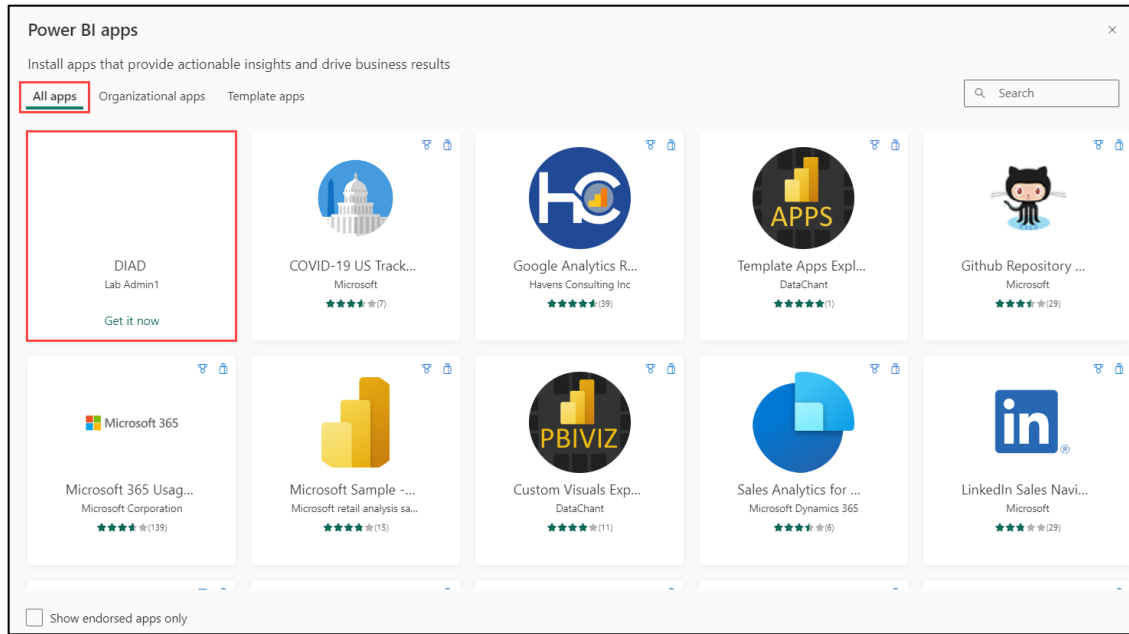 Power BI apps
Install apps that provide actionable insights and drive business results
All apps Organizational apps Template apps
Search
DIAD
Lab Admin1
Get it now
COVID-19 US Track...
Microsoft
(7)
HC
Google Analytics R...
Havens Consulting Inc
(39)
APPS
Template Apps Expl...
DataChant
(1)
Github Repository ...
Microsoft
(29)
Microsoft 365
Microsoft 365 Usag...
Microsoft Corporation
(139)
Microsoft Sample -...
Microsoft retail analysis sa...
(15)
PBIVIZ
Custom Visuals Exp...
DataChant
(11)
Sales Analytics for ...
Microsoft Dynamics 365
(6)
in
®
LinkedIn Sales Navi...
Microsoft
(29)
Show endorsed apps only